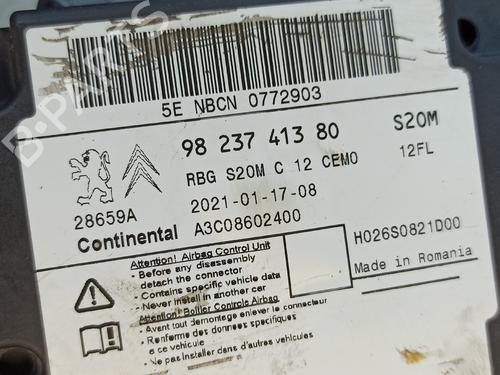 5E NBCN 0772903
98 237 413 80
S20M
RBG S20M C 12 CEMO
12FL
28659A
2021-01-17-08
Continental
A3C08602400
H026S0821D00
Made in Romania
Attention! Airbag Control Unit
- Before any disassembly
detach the connector
- Contains specific vehicle data
- Never install in another car
Attention! Boitier Controle Airbag
- Avant tout demontage enlever le connecteur
- Renferme des donnees specifiques
a ce vehicule
- Ne pas installer dans d'autres vehicules
B-PARTS